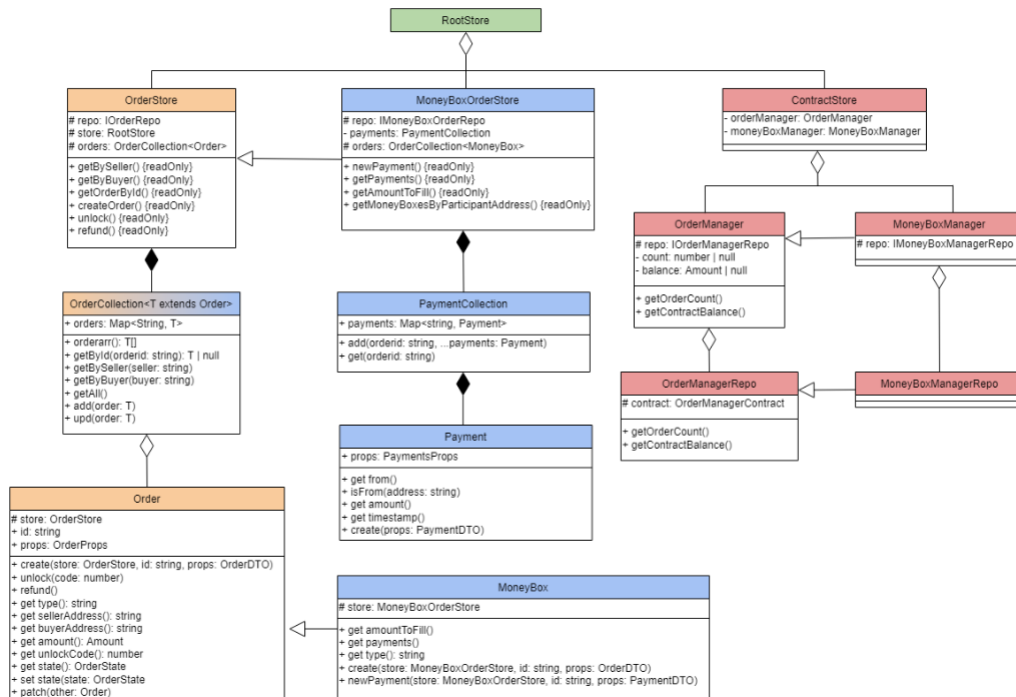 RootStore
OrderStore
# repo: IOrderRepo
# store: RootStore
# orders: OrderCollection<Order>
+ getBySeller() {readOnly}
+ getByBuyer() {readOnly}
+ getOrderById() {readOnly}
+ createOrder() {readOnly}
+ unlock() {readOnly}
+ refund() {readOnly}
MoneyBoxOrderStore
# repo: IMoneyBoxOrderRepo
- payments: PaymentCollection
# orders: OrderCollection<MoneyBox>
+ newPayment() {readOnly}
+ getPayments() {readOnly}
+ getAmountToFill() {readOnly}
+ getMoneyBoxesByParticipantAddress() {readOnly}
ContractStore
- orderManager: OrderManager
- moneyBoxManager: MoneyBoxManager
OrderManager
# repo: IOrderManagerRepo
- count: number | null
- balance: Amount | null
+ getOrderCount()
+ getContractBalance()
MoneyBoxManager
# repo: IMoneyBoxManagerRepo
OrderCollection<T extends Order>
+ orders: Map<String, T>
+ orderarr(): T[]
+ getById(orderid: string): T | null
+ getBySeller(seller: string)
+ getByBuyer(buyer: string)
+ getAll()
+ add(order: T)
+ upd(order: T)
PaymentCollection
+ payments: Map<string, Payment>
+ add(orderid: string, ...payments: Payment)
+ get(orderid: string)
OrderManagerRepo
# contract: OrderManagerContract
+ getOrderCount()
+ getContractBalance()
MoneyBoxManagerRepo
Payment
+ props: PaymentsProps
+ get from()
+ isFrom(address: string)
+ get amount()
+ get timestamp()
+ create(props: PaymentDTO)
Order
# store: OrderStore
+ id: string
+ props: OrderProps
+ create(store: OrderStore, id: string, props: OrderDTO)
+ unlock(code: number)
+ refund()
+ get type(): string
+ get sellerAddress(): string
+ get buyerAddress(): string
+ get amount(): Amount
+ get unlockCode(): number
+ get state(): OrderState
+ set state(state: OrderState
+ patch(other: Order)
MoneyBox
# store: MoneyBoxOrderStore
+ get amountToFill()
+ get payments()
+ get type(): string
+ create(store: MoneyBoxOrderStore, id: string, props: OrderDTO)
+ newPayment(store: MoneyBoxOrderStore, id: string, props: PaymentDTO)